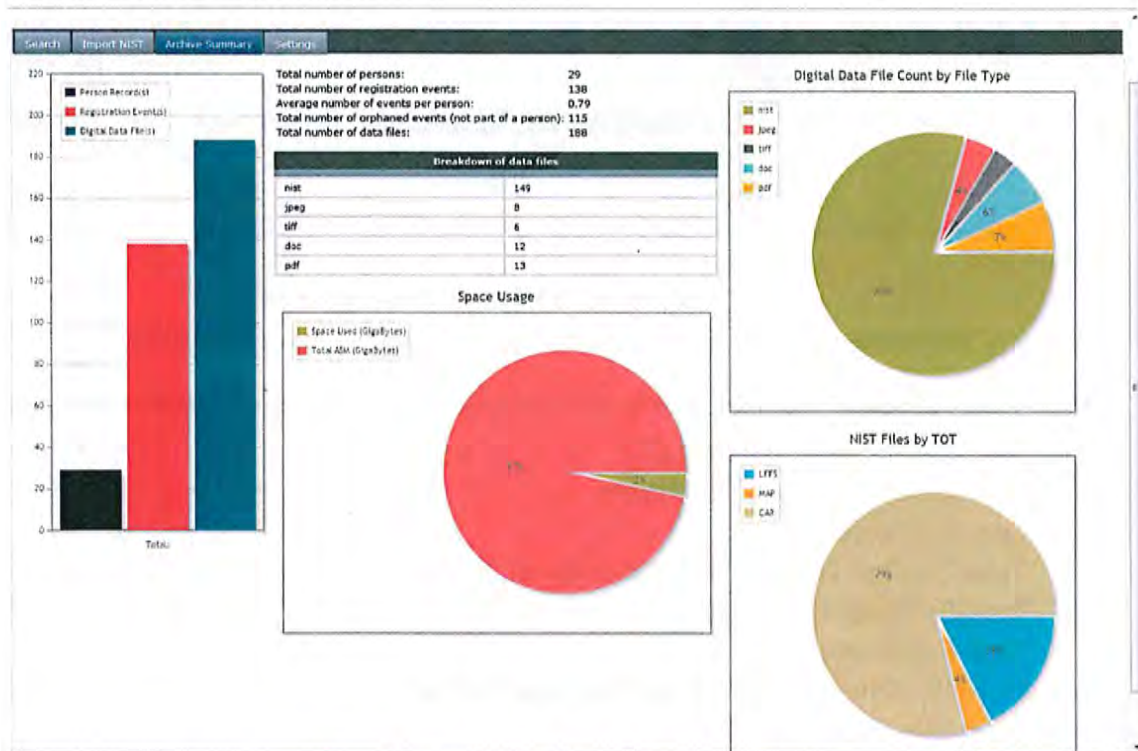 Search Import NIST Archive Summary Settings
220
200
180
160
140
120
100
80
60
40
20
0
Person Record(s)
Registration Event(s)
Digital Data File(s)
Total:
Total number of persons: 29
Total number of registration events: 138
Average number of events per person: 0.79
Total number of orphaned events (not part of a person): 115
Total number of data files: 188
Breakdown of data files
nist 149
jpeg 8
tiff 6
doc 12
pdf 13
Space Usage
Space Used (GigaBytes)
Total ASM (GigaBytes)
Digital Data File Count by File Type
nist
jpeg
tiff
doc
pdf
4%
6%
7%
NIST Files by TOT
LFFS
MAP
CAR
4%